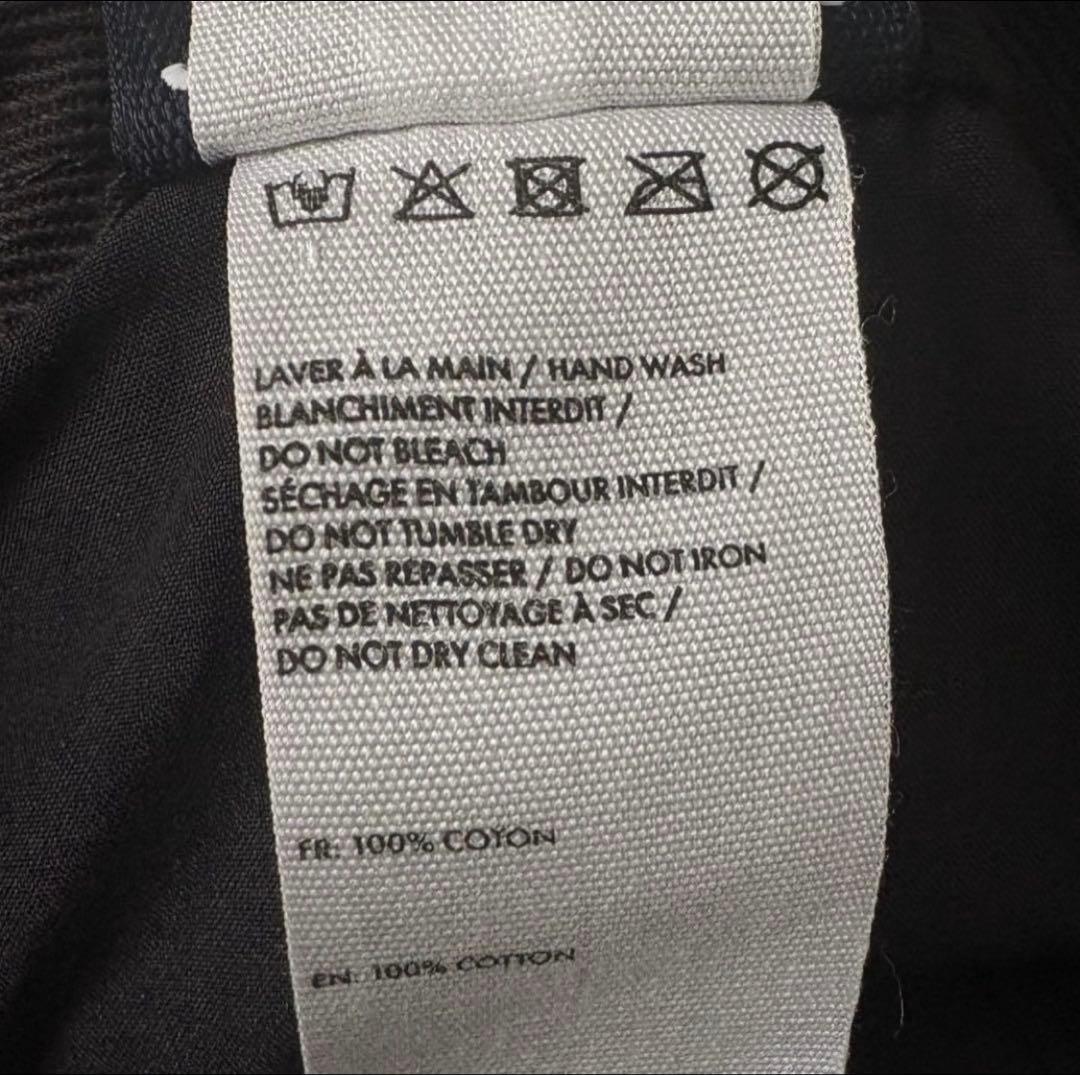 LAVER À LA MAIN / HAND WASH
BLANCHIMENT INTERDIT /
DO NOT BLEACH
SÉCHAGE EN TAMBOUR INTERDIT /
DO NOT TUMBLE DRY
NE PAS REPASSER / DO NOT IRON
PAS DE NETTOYAGE À SEC /
DO NOT DRY CLEAN
FR: 100% COYON
EN: 100% COTTON